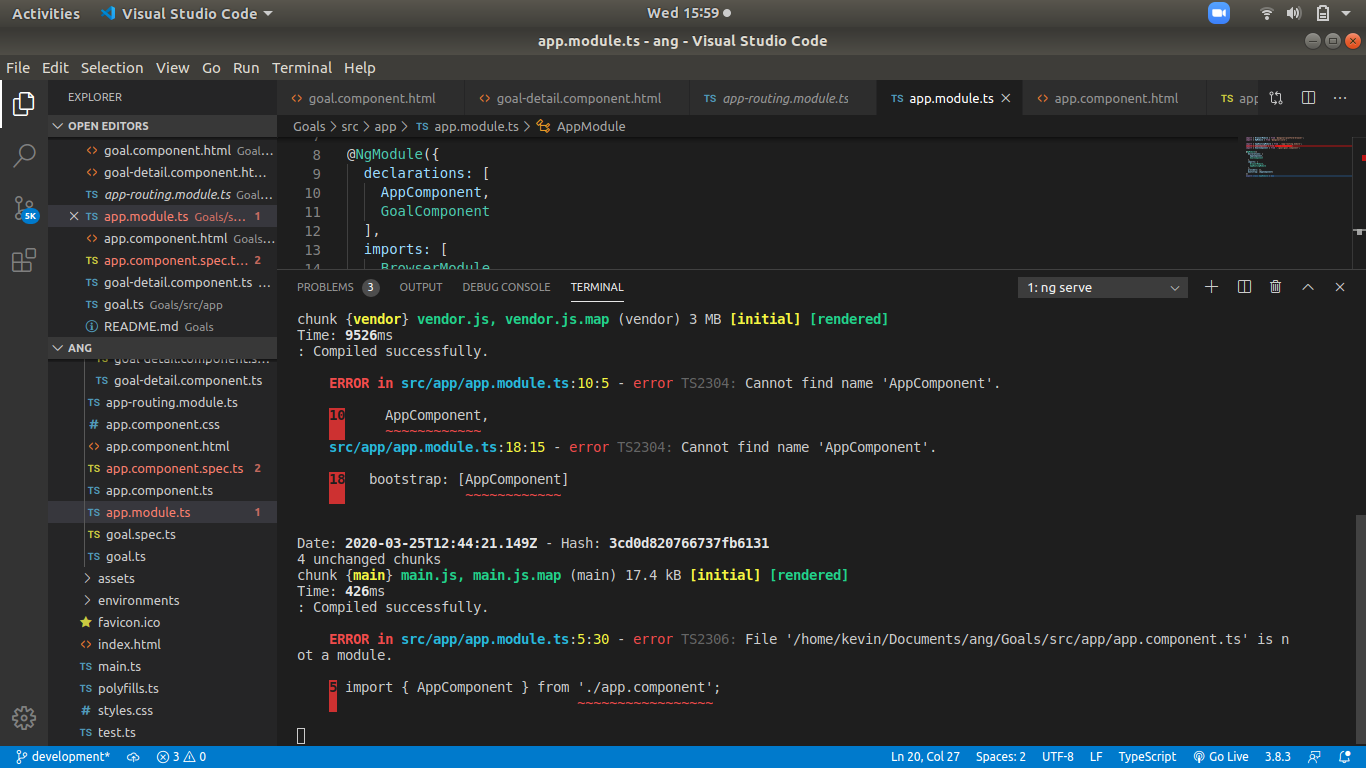 Activities Visual Studio Code Wed 15:59
app.module.ts - ang - Visual Studio Code
File Edit Selection View Go Run Terminal Help
EXPLORER
OPEN EDITORS
goal.component.html Goal...
goal-detail.component.ht...
app-routing.module.ts Goal...
app.module.ts Goals/s... 1
app.component.html Goals...
app.component.spec.t... 2
goal-detail.component.ts ...
goal.ts Goals/src/app
README.md Goals
5K
ANG
goal-detail.component.s...
goal-detail.component.ts
app-routing.module.ts
app.component.css
app.component.html
app.component.spec.ts 2
app.component.ts
app.module.ts 1
goal.spec.ts
goal.ts
assets
environments
favicon.ico
index.html
main.ts
polyfills.ts
styles.css
test.ts
goal.component.html goal-detail.component.html TS app-routing.module.ts TS app.module.ts app.component.html TS app
Goals > src > app > TS app.module.ts > AppModule
8 @NgModule({
9 declarations: [
10 AppComponent,
11 GoalComponent
12 ],
13 imports: [
14 BrowserModule
PROBLEMS 3 OUTPUT DEBUG CONSOLE TERMINAL 1: ng serve
chunk {vendor} vendor.js, vendor.js.map (vendor) 3 MB [initial] [rendered]
Time: 9526ms
: Compiled successfully.
ERROR in src/app/app.module.ts:10:5 - error TS2304: Cannot find name 'AppComponent'.
10 AppComponent,
~~~~~~~~~~~~
src/app/app.module.ts:18:15 - error TS2304: Cannot find name 'AppComponent'.
18 bootstrap: [AppComponent]
~~~~~~~~~~~~
Date: 2020-03-25T12:44:21.149Z - Hash: 3cd0d820766737fb6131
4 unchanged chunks
chunk {main} main.js, main.js.map (main) 17.4 kB [initial] [rendered]
Time: 426ms
: Compiled successfully.
ERROR in src/app/app.module.ts:5:30 - error TS2306: File '/home/kevin/Documents/ang/Goals/src/app/app.component.ts' is n
ot a module.
5 import { AppComponent } from './app.component';
~~~~~~~~~~~~~~~~~
development* 3 0 Ln 20, Col 27 Spaces: 2 UTF-8 LF TypeScript Go Live 3.8.3